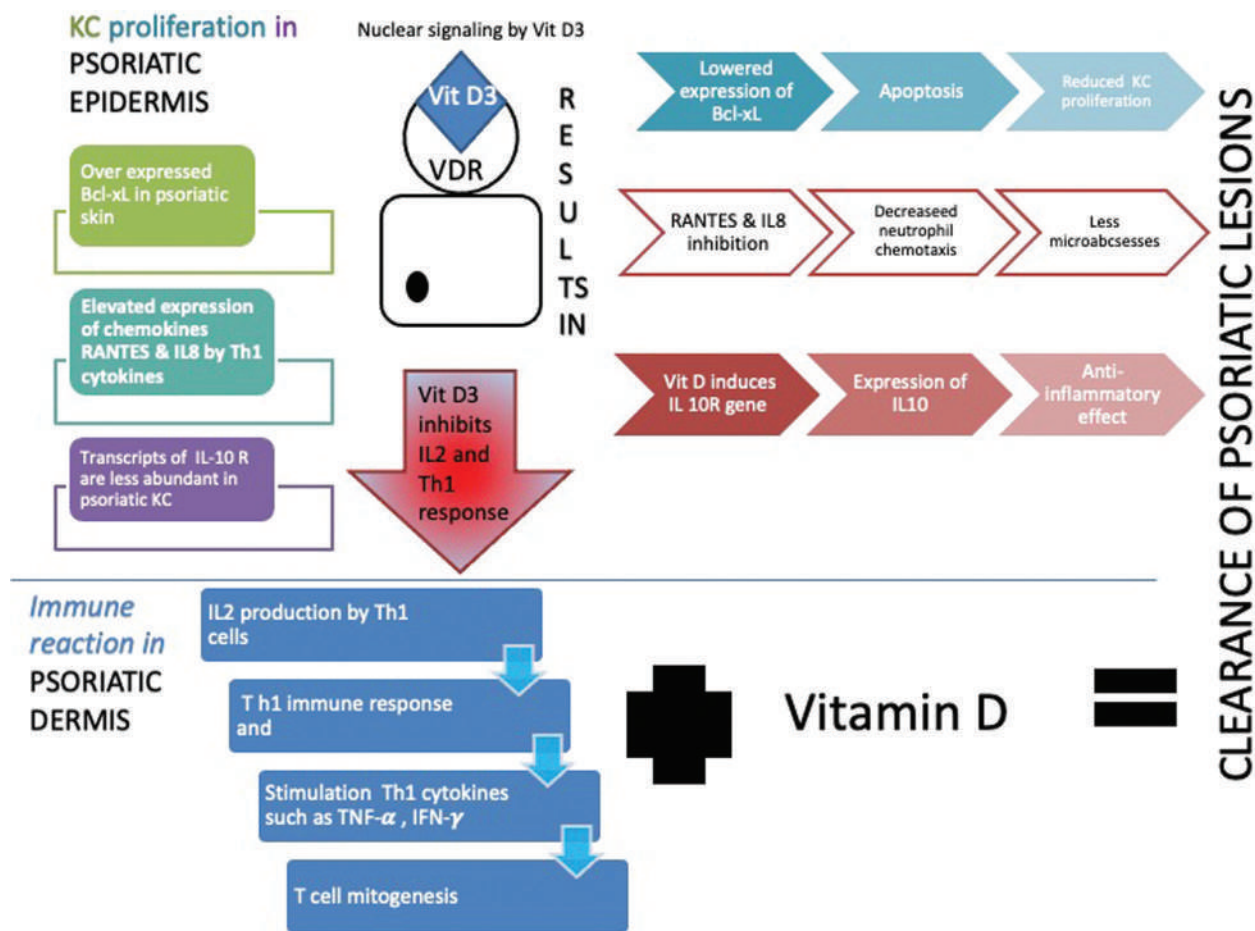 KC proliferation in
PSORIATIC
EPIDERMIS
Over expressed
Bcl-xL in psoriatic
skin
Elevated expression
of chemokines
RANTES & IL8 by Th1
cytokines
Transcripts of IL-10 R
are less abundant in
psoriatic KC
Nuclear signaling by Vit D3
Vit D3
VDR
R
E
S
U
L
TS
IN
Vit D3
inhibits
IL2 and
Th1
response
Lowered
expression of
Bcl-xL
Apoptosis
Reduced KC
proliferation
RANTES & IL8
inhibition
Decreaseed
neutrophil
chemotaxis
Less
microabcsesses
Vit D induces
IL 10R gene
Expression of
IL10
Anti-
inflammatory
effect
Immune
reaction in
PSORIATIC
DERMIS
IL2 production by Th1
cells
T h1 immune response
and
Stimulation Th1 cytokines
such as TNF-α , IFN-γ
T cell mitogenesis
Vitamin D
CLEARANCE OF PSORIATIC LESIONS